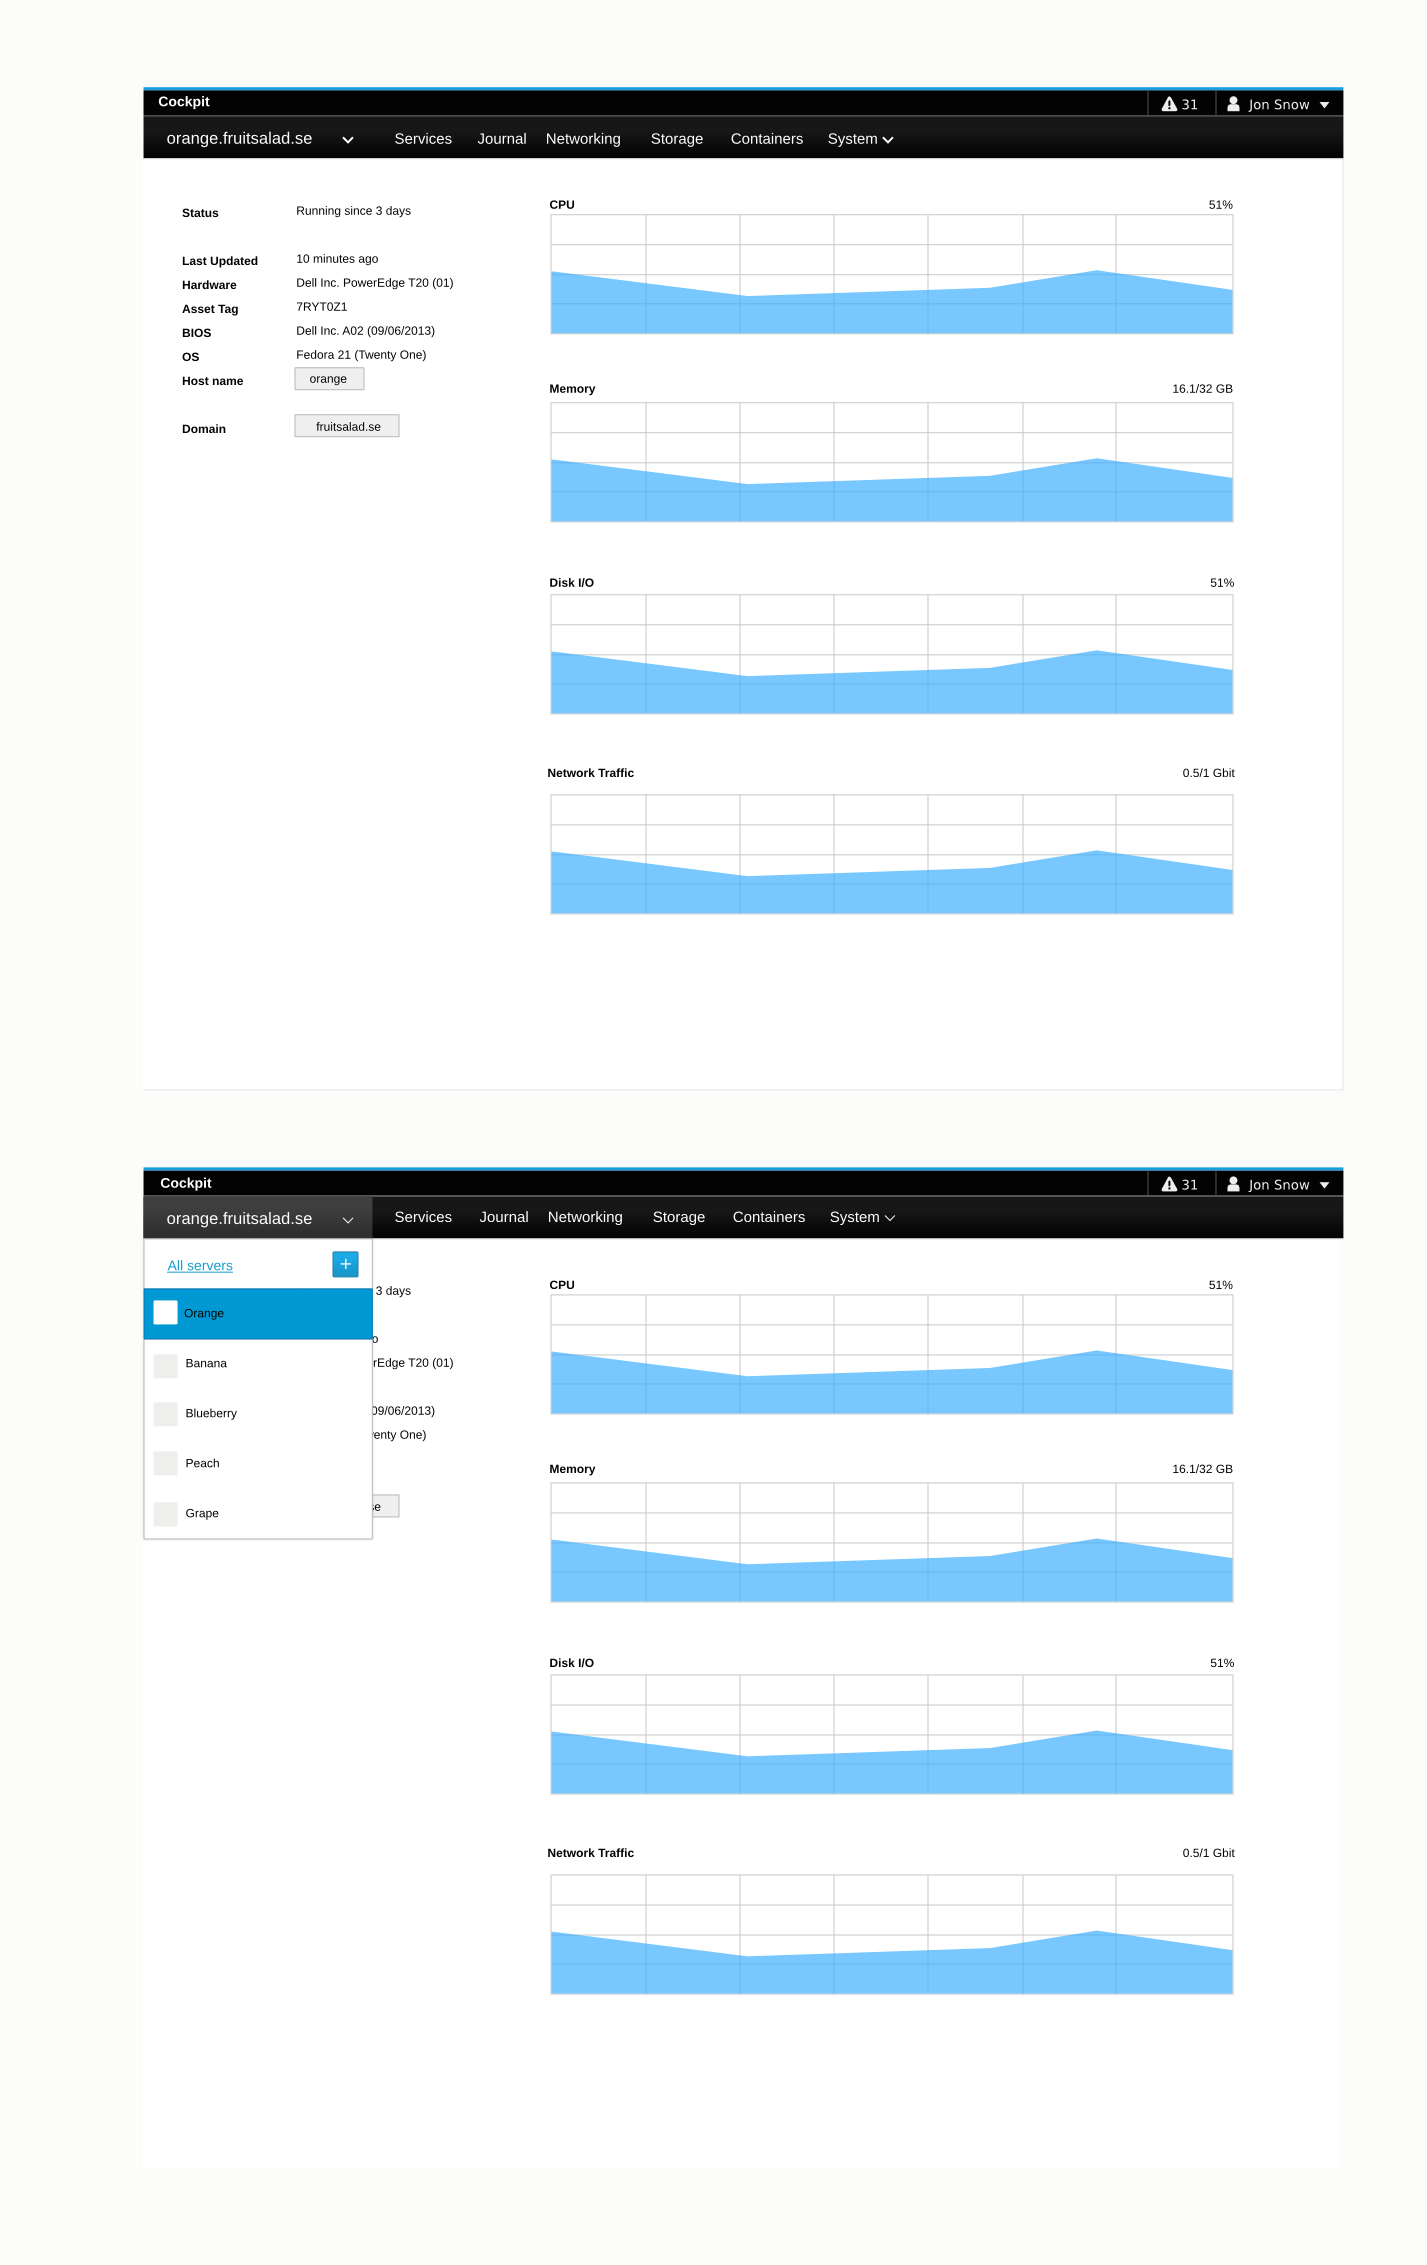 Cockpit
31
Jon Snow
orange.fruitsalad.se Services Journal Networking Storage Containers System
Status Running since 3 days
Last Updated 10 minutes ago
Hardware Dell Inc. PowerEdge T20 (01)
Asset Tag 7RYT0Z1
BIOS Dell Inc. A02 (09/06/2013)
OS Fedora 21 (Twenty One)
Host name orange
Domain fruitsalad.se
CPU 51%
Memory 16.1/32 GB
Disk I/O 51%
Network Traffic 0.5/1 Gbit
Cockpit
31
Jon Snow
orange.fruitsalad.se Services Journal Networking Storage Containers System
All servers +
Orange
Banana
Blueberry
Peach
Grape
3 days
o
rEdge T20 (01)
09/06/2013)
enty One)
se
CPU 51%
Memory 16.1/32 GB
Disk I/O 51%
Network Traffic 0.5/1 Gbit